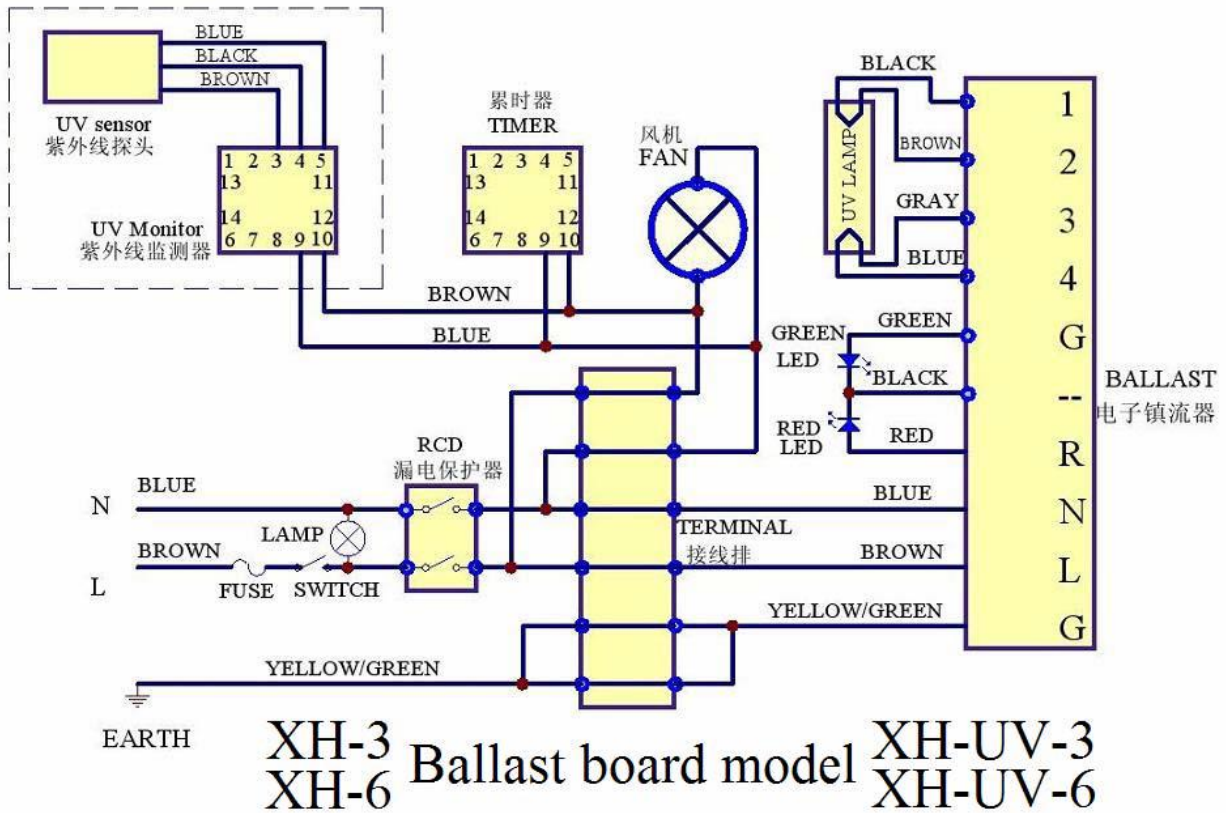 BLUE
BLACK
BROWN
UV sensor
紫外线探头
1 2 3 4 5
13 11
14 12
6 7 8 9 10
UV Monitor
紫外线监测器
累时器
TIMER
1 2 3 4 5
13 11
14 12
6 7 8 9 10
风机
FAN
BROWN
BLUE
BLACK
BROWN
GRAY
BLUE
UV LAMP
GREEN
GREEN
LED
BLACK
RED
LED
RED
1
2
3
4
G
--
R
N
L
G
BALLAST
电子镇流器
RCD
漏电保护器
N
BLUE
LAMP
BROWN
L
FUSE
SWITCH
TERMINAL
接线排
BLUE
BROWN
YELLOW/GREEN
YELLOW/GREEN
EARTH
XH-3
XH-6
Ballast board model
XH-UV-3
XH-UV-6